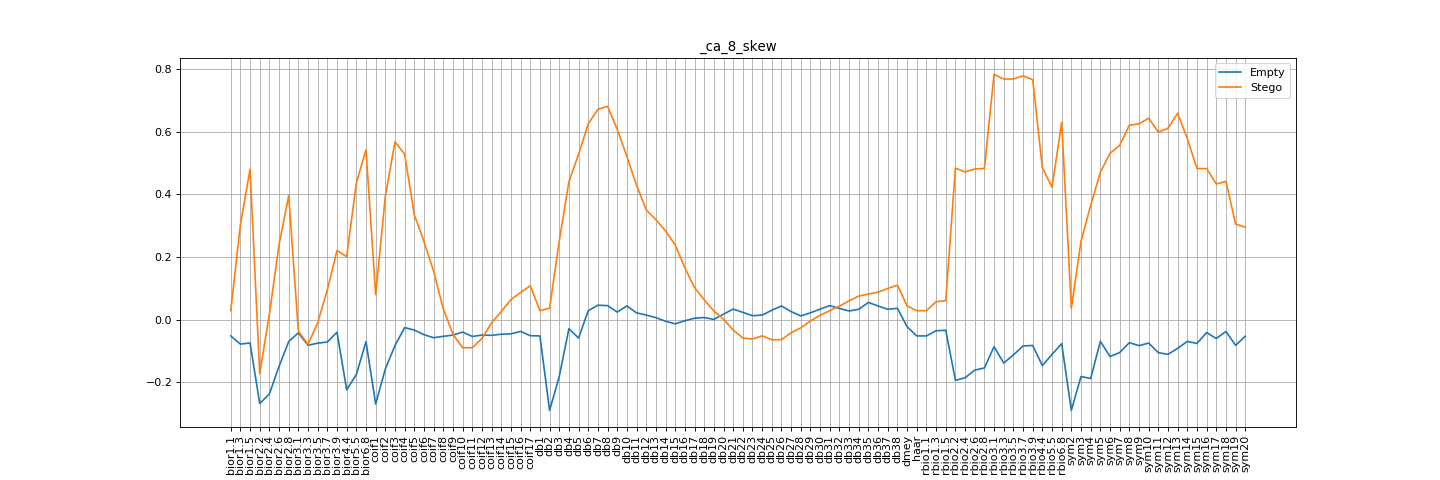 _ca_8_skew
Empty
Stego
0.8
0.6
0.4
0.2
0.0
−0.2
bior1.1
bior1.3
bior1.5
bior2.2
bior2.4
bior2.6
bior2.8
bior3.1
bior3.3
bior3.5
bior3.7
bior3.9
bior4.4
bior5.5
bior6.8
coif1
coif2
coif3
coif4
coif5
coif6
coif7
coif8
coif9
coif10
coif11
coif12
coif13
coif14
coif15
coif16
coif17
db1
db2
db3
db4
db5
db6
db7
db8
db9
db10
db11
db12
db13
db14
db15
db16
db17
db18
db19
db20
db21
db22
db23
db24
db25
db26
db27
db28
db29
db30
db31
db32
db33
db34
db35
db36
db37
db38
dmey
haar
rbio1.1
rbio1.3
rbio1.5
rbio2.2
rbio2.4
rbio2.6
rbio2.8
rbio3.1
rbio3.3
rbio3.5
rbio3.7
rbio3.9
rbio4.4
rbio5.5
rbio6.8
sym2
sym3
sym4
sym5
sym6
sym7
sym8
sym9
sym10
sym11
sym12
sym13
sym14
sym15
sym16
sym17
sym18
sym19
sym20